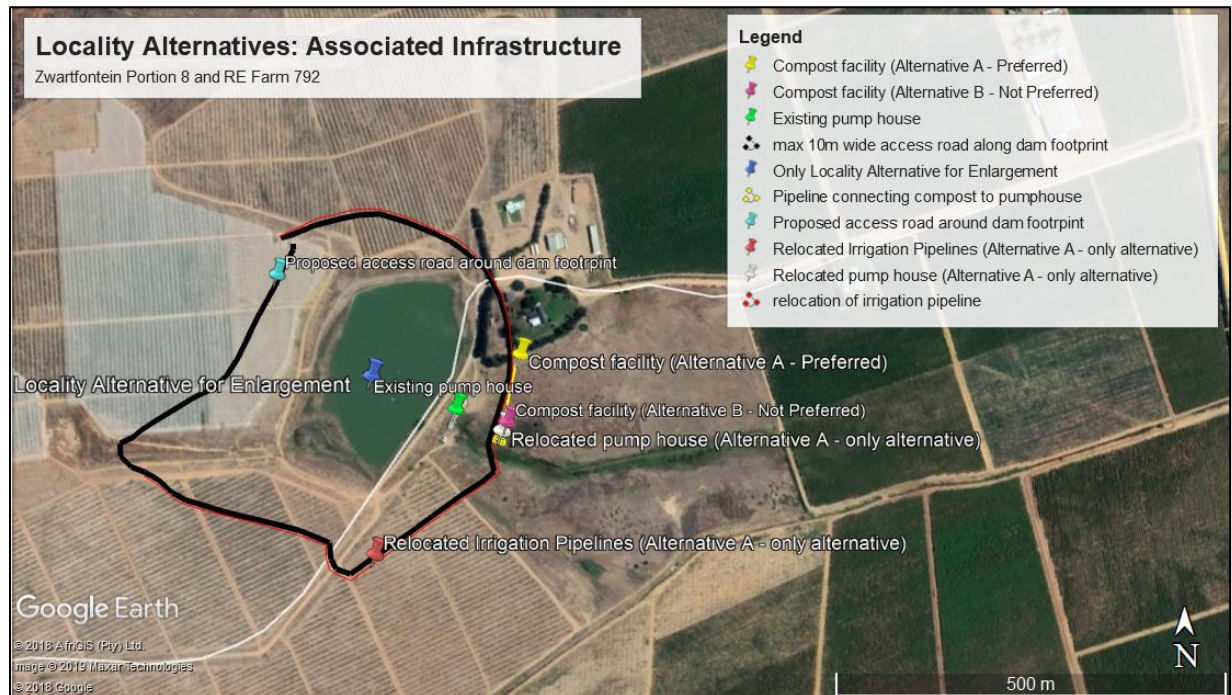 Locality Alternatives: Associated Infrastructure
Zwartfontein Portion 8 and RE Farm 792
Legend
Compost facility (Alternative A - Preferred)
Compost facility (Alternative B - Not Preferred)
Existing pump house
max 10m wide access road along dam footprint
Only Locality Alternative for Enlargement
Pipeline connecting compost to pumphouse
Proposed access road around dam footrpint
Relocated Irrigation Pipelines (Alternative A - only alternative)
Relocated pump house (Alternative A - only alternative)
relocation of irrigation pipeline
Proposed access road around dam footrpint
Compost facility (Alternative A - Preferred)
Locality Alternative for Enlargement
Existing pump house
Compost facility (Alternative B - Not Preferred)
Relocated pump house (Alternative A - only alternative)
Relocated Irrigation Pipelines (Alternative A - only alternative)
Google Earth
© 2018 AfriGIS (Pty) Ltd.
mage © 2019 Maxar Technologies
© 2018 Google
N
500 m